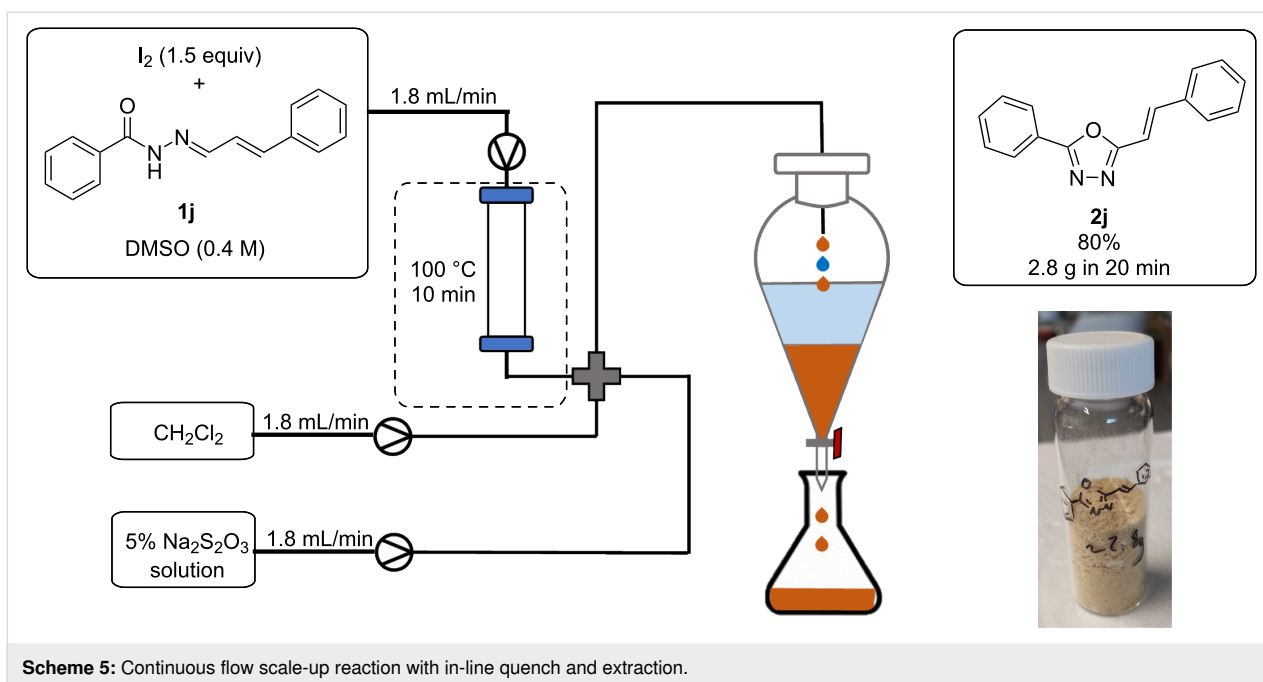 I₂ (1.5 equiv)
+
O
N
N
H
1j
DMSO (0.4 M)
1.8 mL/min
100 °C
10 min
CH₂Cl₂
1.8 mL/min
5% Na₂S₂O₃
solution
1.8 mL/min
O
N N
2j
80%
2.8 g in 20 min
Scheme 5: Continuous flow scale-up reaction with in-line quench and extraction.